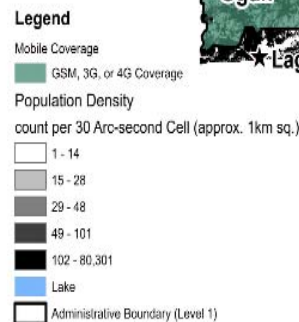 Legend
Mobile Coverage
GSM, 3G, or 4G Coverage
Population Density
count per 30 Arc-second Cell (approx. 1km sq.)
1 - 14
15 - 28
29 - 48
49 - 101
102 - 80,301
Lake
Administrative Boundary (Level 1)